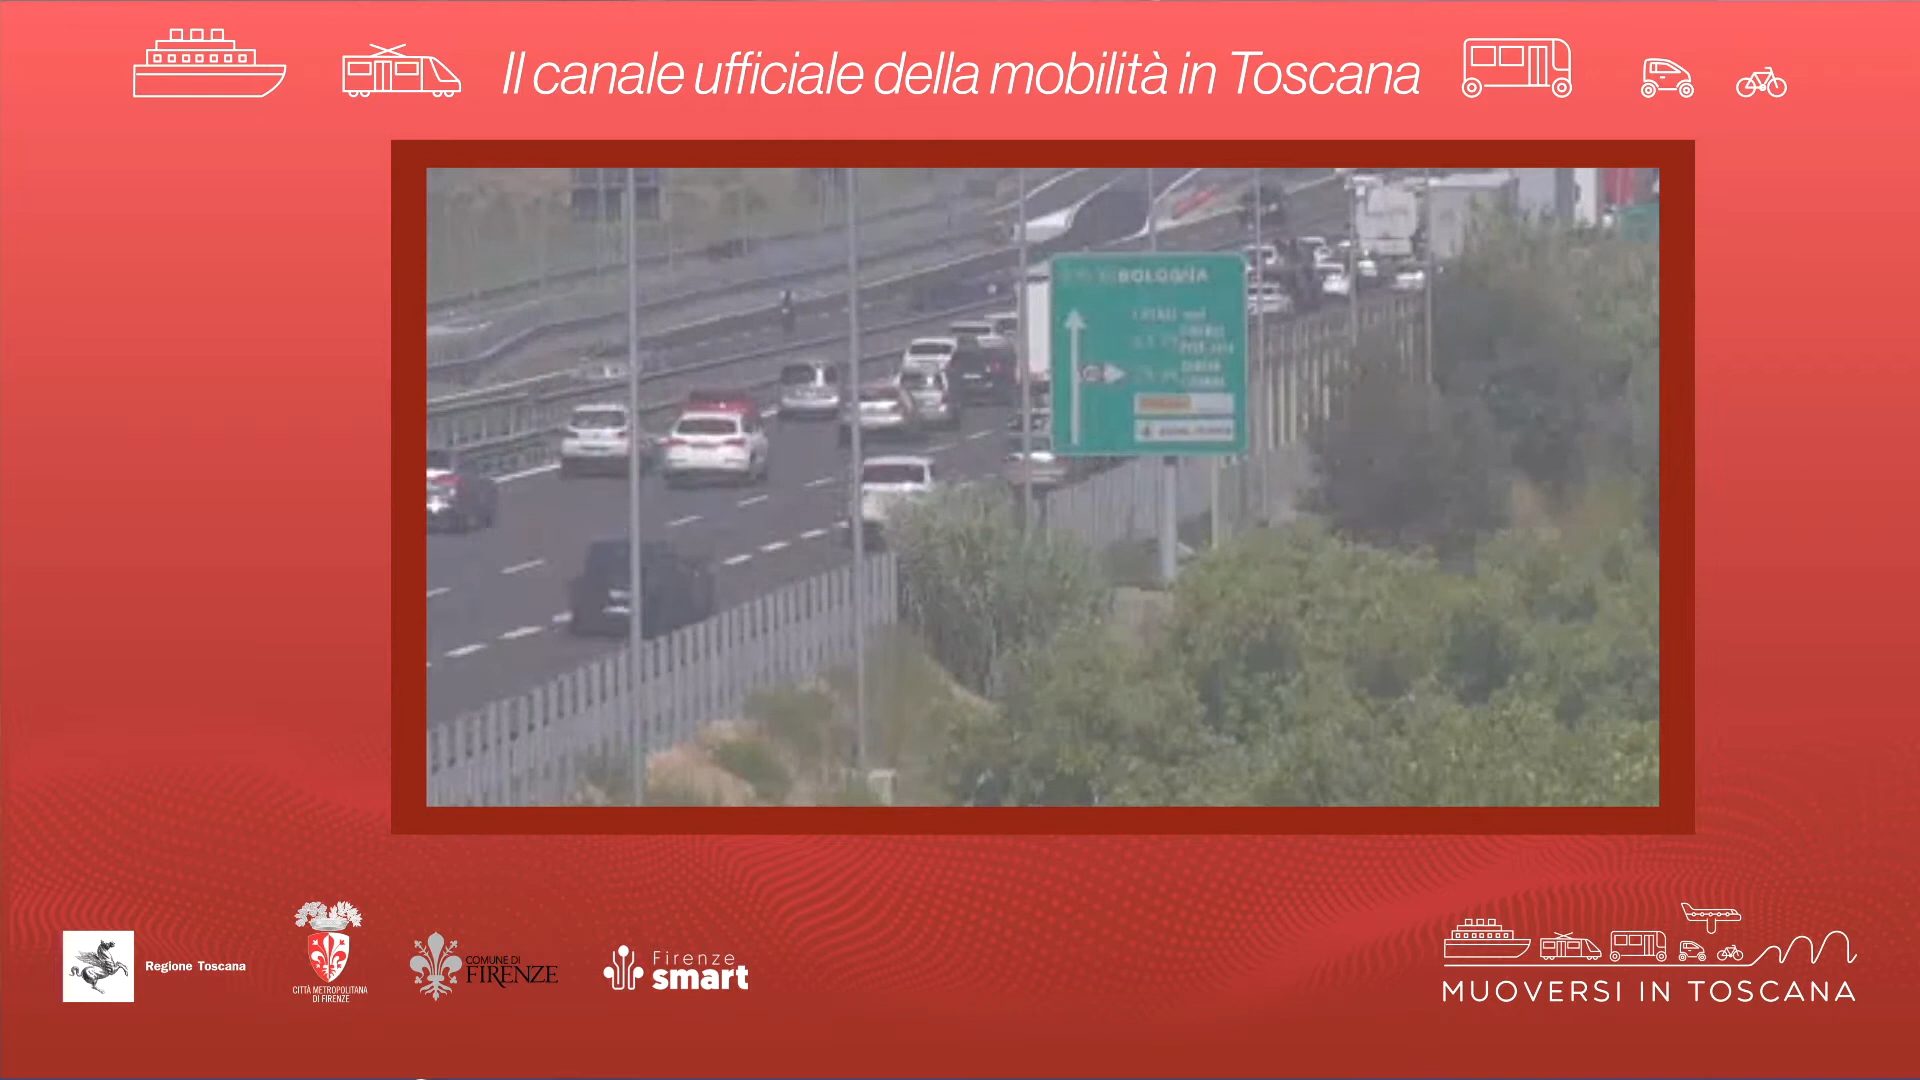 Il canale ufficiale della mobilità in Toscana
BOLOGNA
Regione Toscana
CITTÀ METROPOLITANA
DI FIRENZE
COMUNE DI
FIRENZE
Firenze
smart
MUOVERSI IN TOSCANA